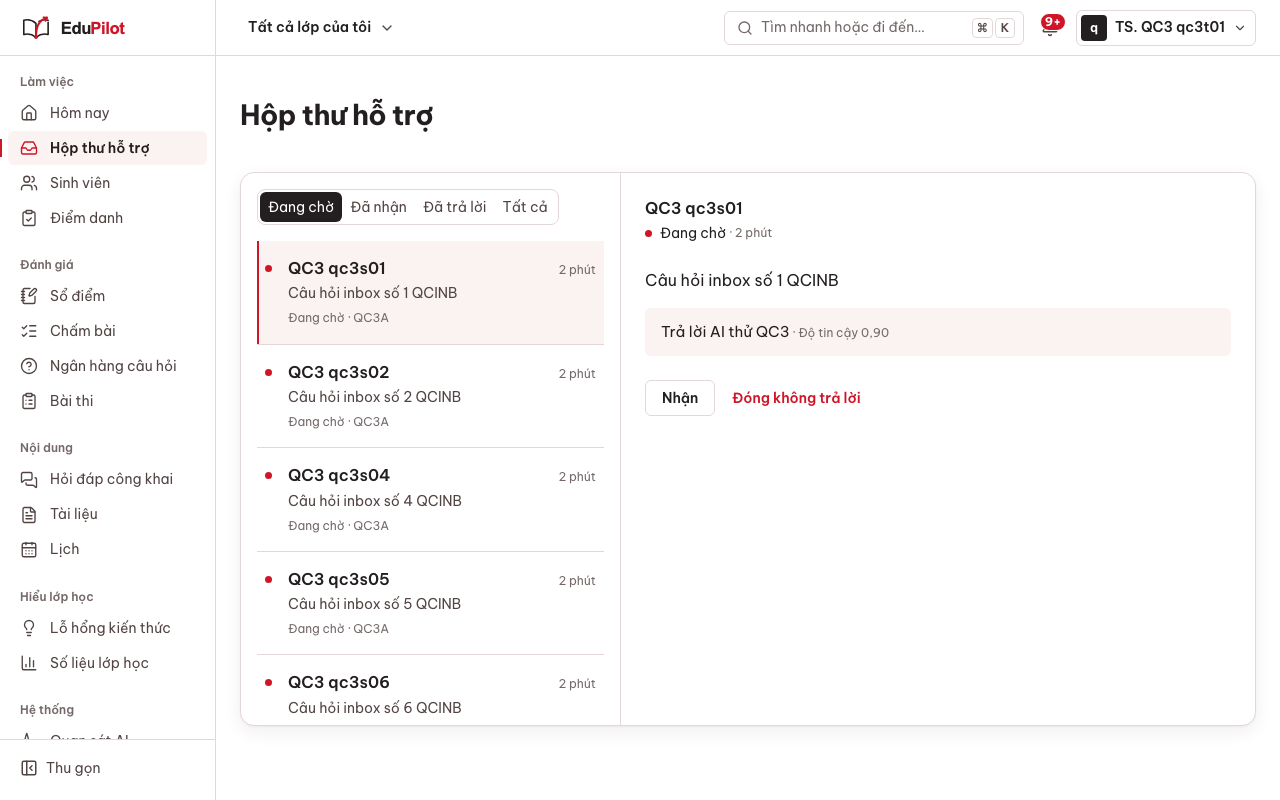 EduPilot
Tất cả lớp của tôi
Tìm nhanh hoặc đi đến...
⌘ K
9+
q
TS. QC3 qc3t01
Làm việc
Hôm nay
Hộp thư hỗ trợ
Sinh viên
Điểm danh
Đánh giá
Sổ điểm
Chấm bài
Ngân hàng câu hỏi
Bài thi
Nội dung
Hỏi đáp công khai
Tài liệu
Lịch
Hiểu lớp học
Lỗ hổng kiến thức
Số liệu lớp học
Hệ thống
Quan sát AI
Thu gọn
Hộp thư hỗ trợ
Đang chờ
Đã nhận
Đã trả lời
Tất cả
QC3 qc3s01
2 phút
Câu hỏi inbox số 1 QCINB
Đang chờ · QC3A
QC3 qc3s02
2 phút
Câu hỏi inbox số 2 QCINB
Đang chờ · QC3A
QC3 qc3s04
2 phút
Câu hỏi inbox số 4 QCINB
Đang chờ · QC3A
QC3 qc3s05
2 phút
Câu hỏi inbox số 5 QCINB
Đang chờ · QC3A
QC3 qc3s06
2 phút
Câu hỏi inbox số 6 QCINB
QC3 qc3s01
Đang chờ · 2 phút
Câu hỏi inbox số 1 QCINB
Trả lời AI thử QC3 · Độ tin cậy 0,90
Nhận
Đóng không trả lời